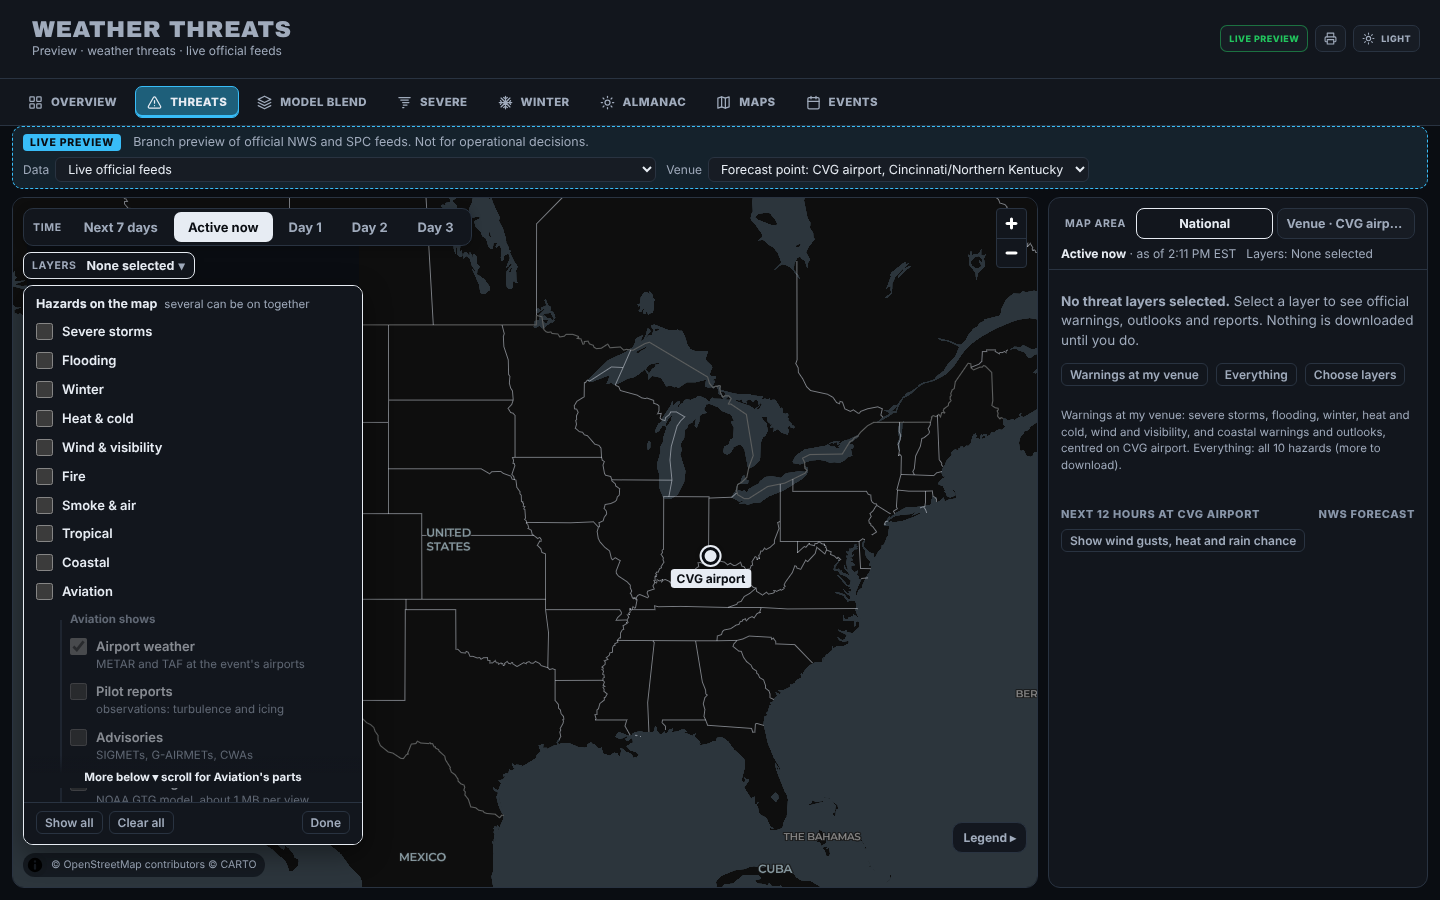 WEATHER THREATS
Preview · weather threats · live official feeds
LIVE PREVIEW
LIGHT
OVERVIEW
THREATS
MODEL BLEND
SEVERE
WINTER
ALMANAC
MAPS
EVENTS
LIVE PREVIEW Branch preview of official NWS and SPC feeds. Not for operational decisions.
Data Live official feeds
Venue Forecast point: CVG airport, Cincinnati/Northern Kentucky
TIME Next 7 days Active now Day 1 Day 2 Day 3
LAYERS None selected ▾
Hazards on the map several can be on together
Severe storms
Flooding
Winter
Heat & cold
Wind & visibility
Fire
Smoke & air
Tropical
Coastal
Aviation
Aviation shows
Airport weather
METAR and TAF at the event's airports
Pilot reports
observations: turbulence and icing
Advisories
SIGMETs, G-AIRMETs, CWAs
More below ▾ scroll for Aviation's parts
NOAA GTG model, about 1 MB per view
Show all Clear all Done
© OpenStreetMap contributors © CARTO
+
−
UNITED
STATES
CVG airport
BER
THE BAHAMAS
MEXICO
CUBA
Legend ▸
MAP AREA National Venue · CVG airp...
Active now · as of 2:11 PM EST Layers: None selected
No threat layers selected. Select a layer to see official
warnings, outlooks and reports. Nothing is downloaded
until you do.
Warnings at my venue Everything Choose layers
Warnings at my venue: severe storms, flooding, winter, heat and
cold, wind and visibility, and coastal warnings and outlooks,
centred on CVG airport. Everything: all 10 hazards (more to
download).
NEXT 12 HOURS AT CVG AIRPORT NWS FORECAST
Show wind gusts, heat and rain chance